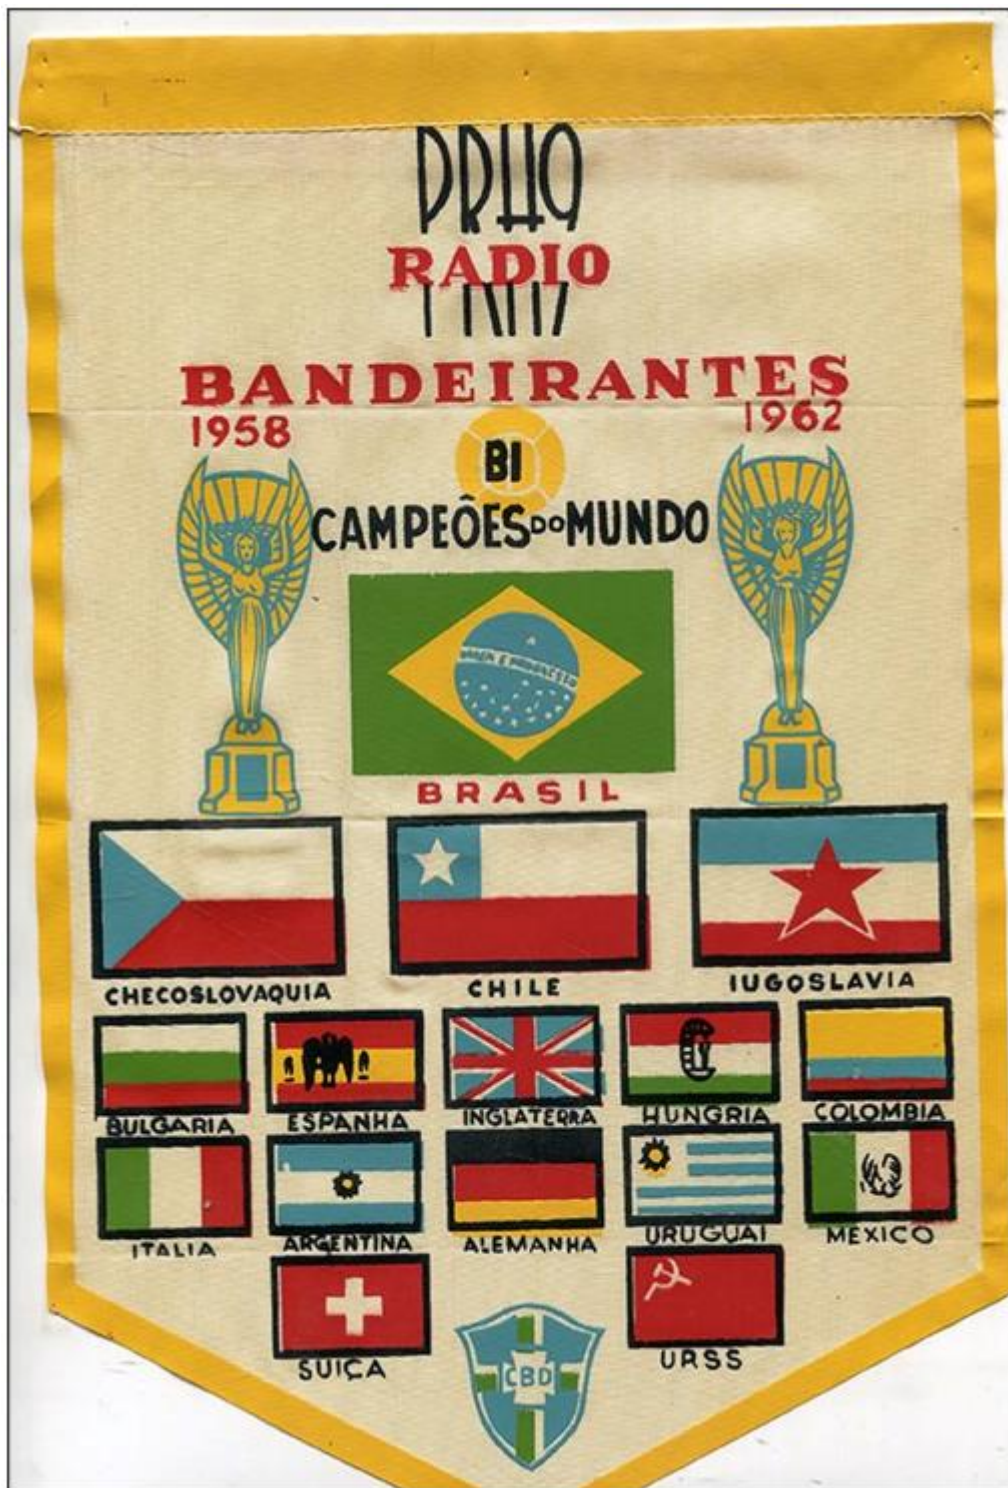 PRH9
RADIO
BANDEIRANTES
1958 1962
BI
CAMPEÕES DO MUNDO
BRASIL
CHECOSLOVAQUIA CHILE IUGOSLAVIA
BULGARIA ESPANHA INGLATERRA HUNGRIA COLOMBIA
ITALIA ARGENTINA ALEMANHA URUGUAI MEXICO
SUIÇA URSS
CBD